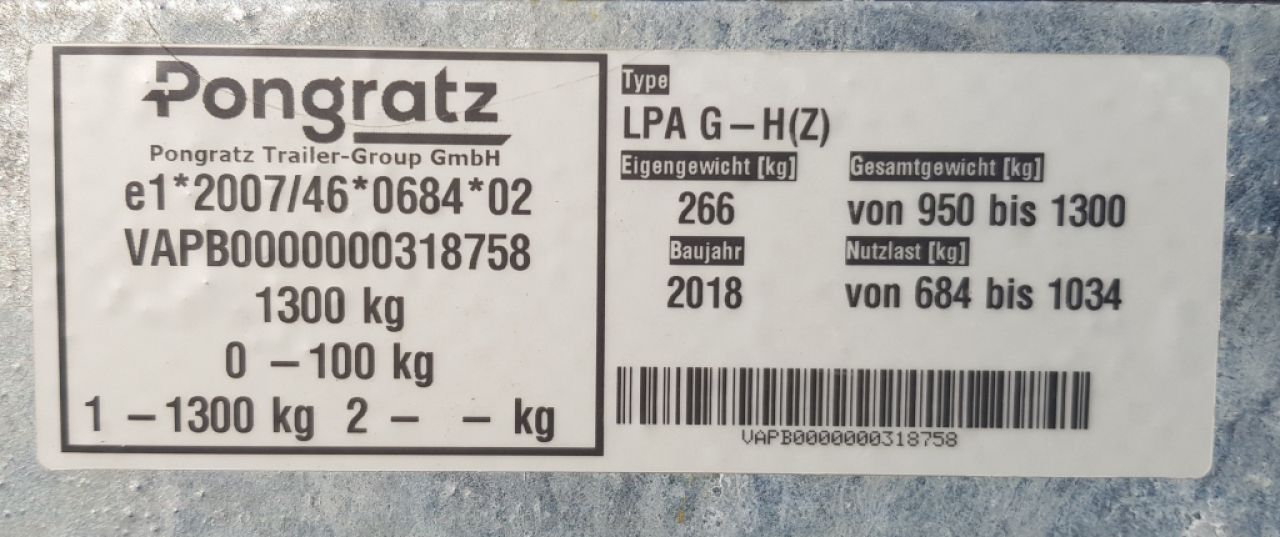 Pongratz
Pongratz Trailer-Group GmbH
e1*2007/46*0684*02
VAPB0000000318758
1300 kg
0 – 100 kg
1 – 1300 kg 2 – – kg
Type
LPA G – H(Z)
Eigengewicht [kg] Gesamtgewicht [kg]
266 von 950 bis 1300
Baujahr Nutzlast [kg]
2018 von 684 bis 1034
VAPB0000000318758